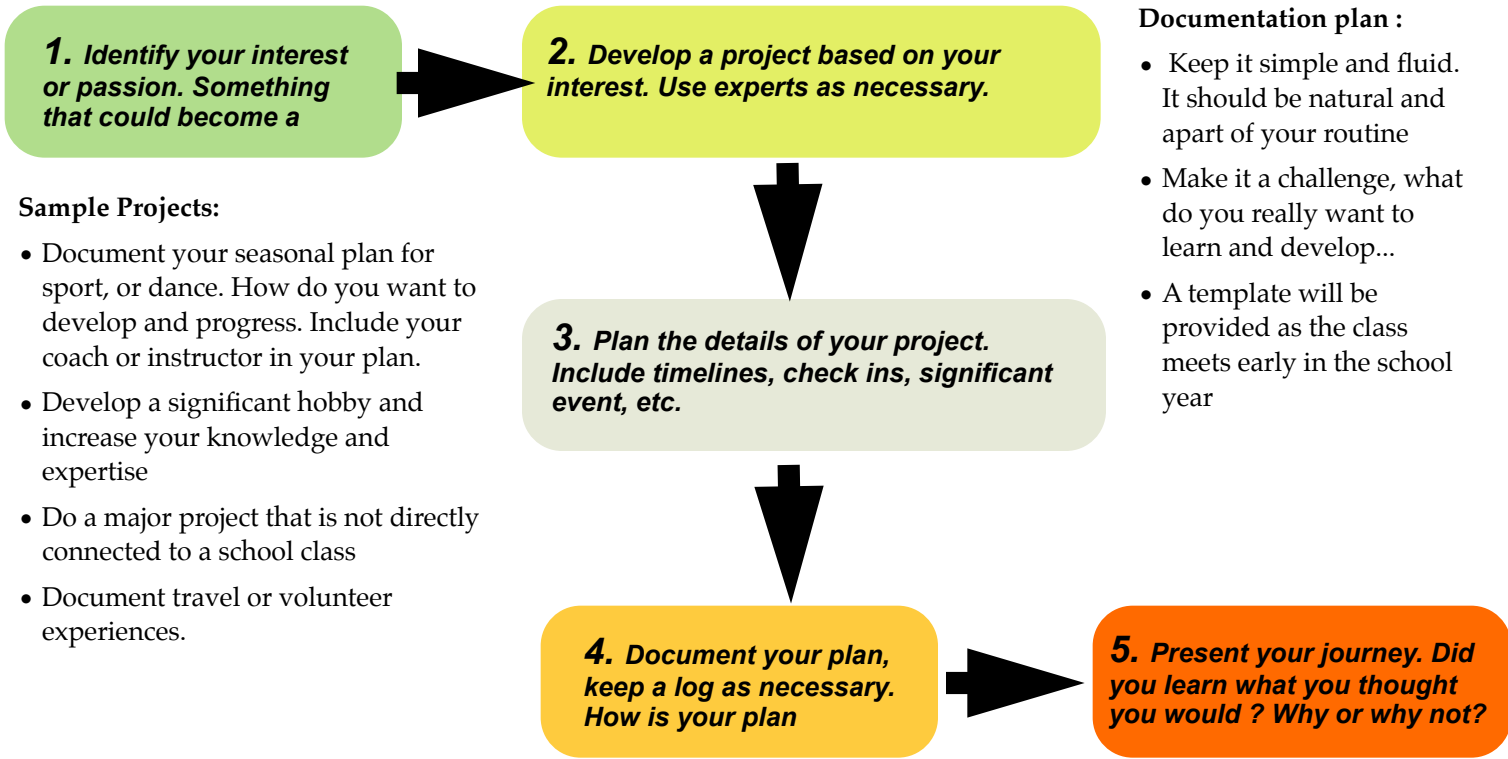 1. Identify your interest
or passion. Something
that could become a
2. Develop a project based on your
interest. Use experts as necessary.
Documentation plan :
• Keep it simple and fluid.
It should be natural and
apart of your routine
• Make it a challenge, what
do you really want to
learn and develop...
• A template will be
provided as the class
meets early in the school
year
Sample Projects:
• Document your seasonal plan for
sport, or dance. How do you want to
develop and progress. Include your
coach or instructor in your plan.
• Develop a significant hobby and
increase your knowledge and
expertise
• Do a major project that is not directly
connected to a school class
• Document travel or volunteer
experiences.
3. Plan the details of your project.
Include timelines, check ins, significant
event, etc.
4. Document your plan,
keep a log as necessary.
How is your plan
5. Present your journey. Did
you learn what you thought
you would ? Why or why not?